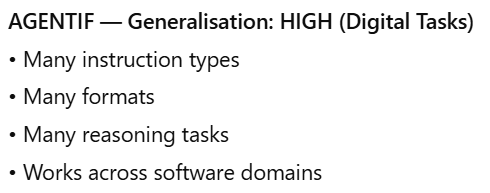 AGENTIF — Generalisation: HIGH (Digital Tasks)
• Many instruction types
• Many formats
• Many reasoning tasks
• Works across software domains